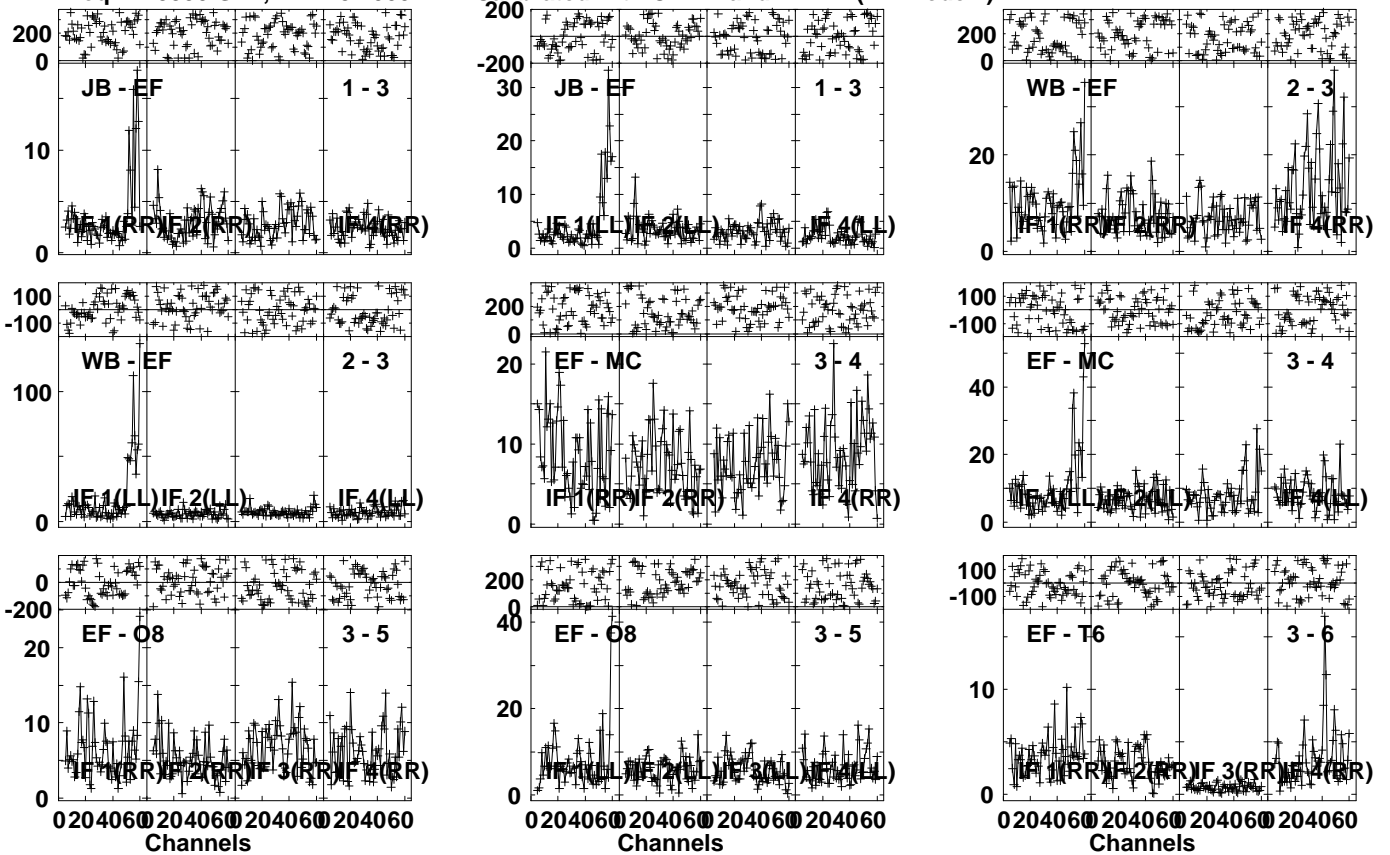 200
0
200
0
-200
200
0
JB - EF 1 - 3
10
0
IF 1(RR) IF 2(RR) IF 4(RR)
JB - EF 1 - 3
30
20
10
0
IF 1(LL) IF 2(LL) IF 4(LL)
WB - EF 2 - 3
20
0
IF 1(RR) IF 2(RR) IF 4(RR)
100
-100
200
0
100
-100
WB - EF 2 - 3
100
0
IF 1(LL) IF 2(LL) IF 4(LL)
EF - MC 3 - 4
20
10
0
IF 1(RR) IF 2(RR) IF 4(RR)
EF - MC 3 - 4
40
20
0
IF 1(LL) IF 2(LL) IF 4(LL)
0
-200
200
0
100
-100
EF - O8 3 - 5
20
10
0
IF 1(RR) IF 2(RR) IF 3(RR) IF 4(RR)
EF - O8 3 - 5
40
20
0
IF 1(LL) IF 2(LL) IF 3(LL) IF 4(LL)
EF - T6 3 - 6
10
0
IF 1(RR) IF 2(RR) IF 3(RR) IF 4(RR)
0 20 40 60 0 20 40 60 0 20 40 60 0 20 40 60
0 20 40 60 0 20 40 60 0 20 40 60 0 20 40 60
0 20 40 60 0 20 40 60 0 20 40 60 0 20 40 60
Channels
Channels
Channels